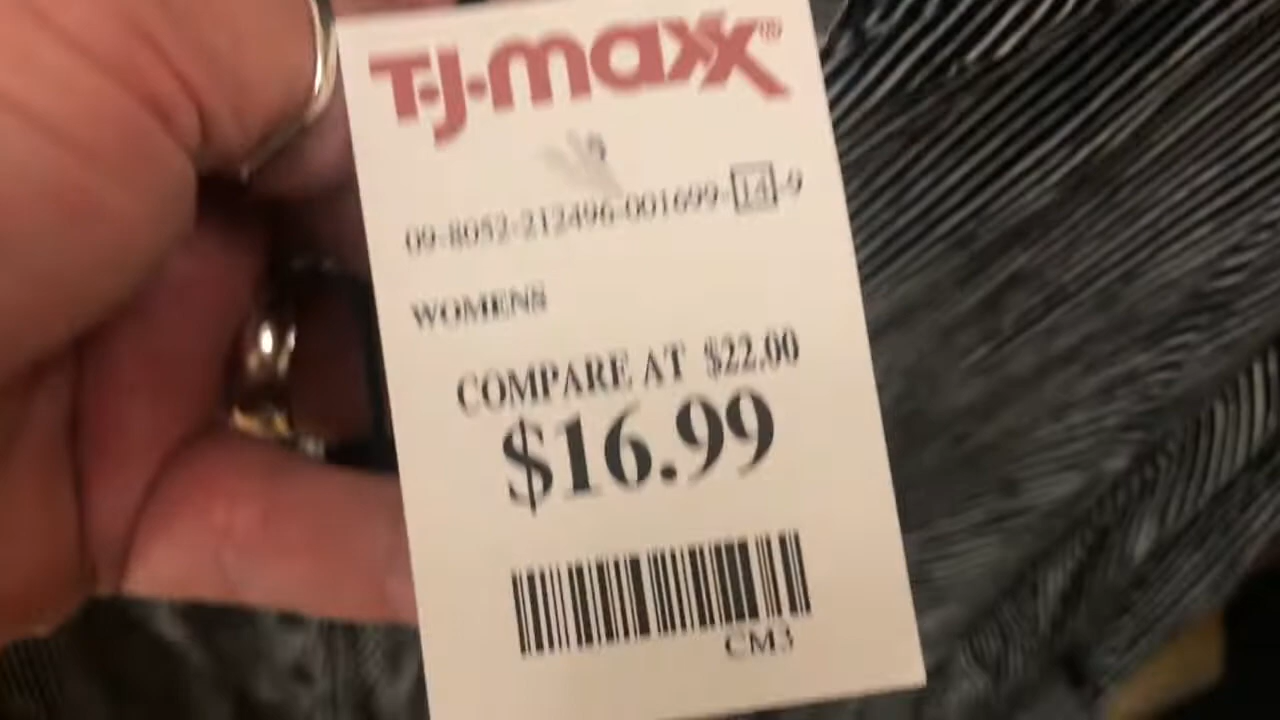 T·J·maxx®
09-8052-212496-001699-14-9
WOMENS
COMPARE AT $22.00
$16.99
CM3